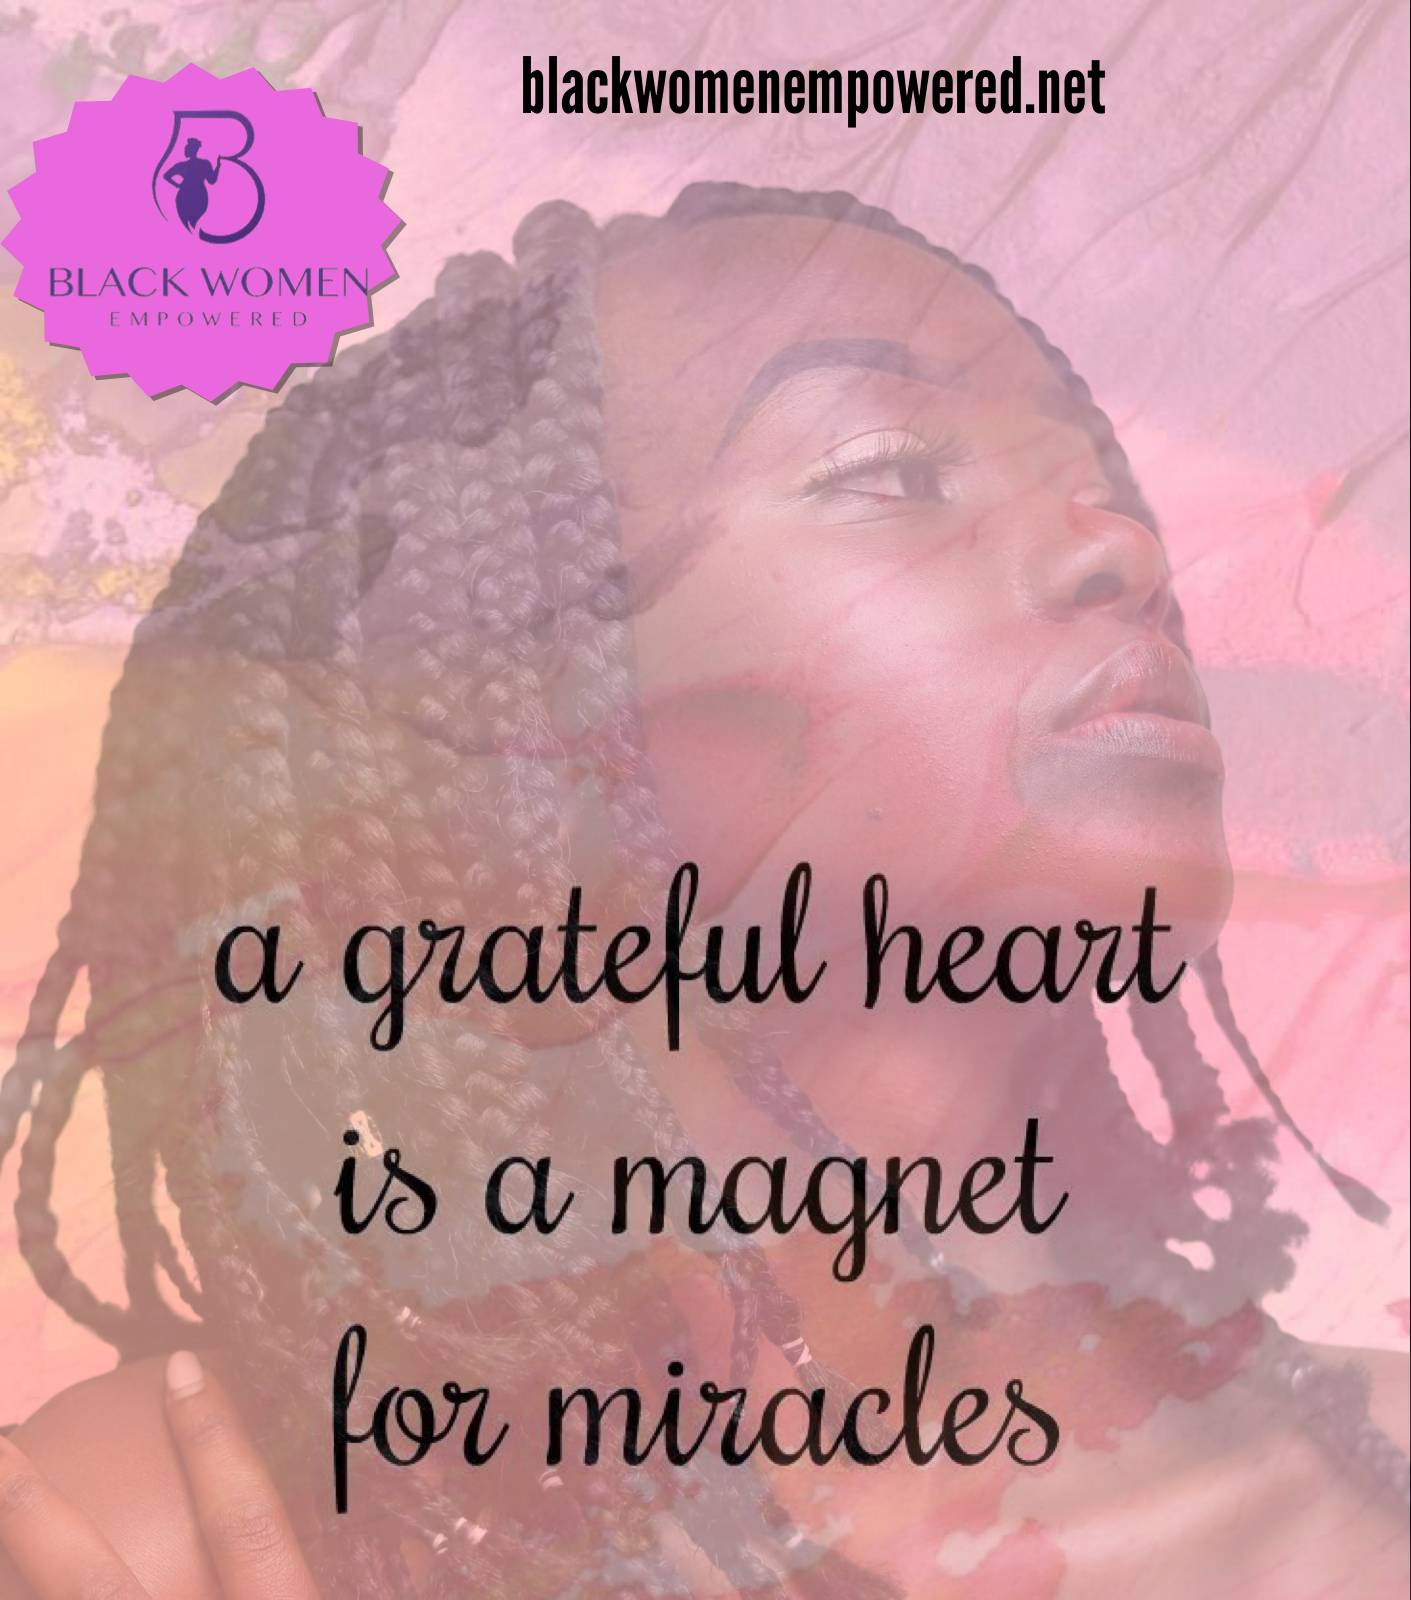 blackwomenempowered.net
B
BLACK WOMEN
EMPOWERED
a grateful heart
is a magnet
for miracles